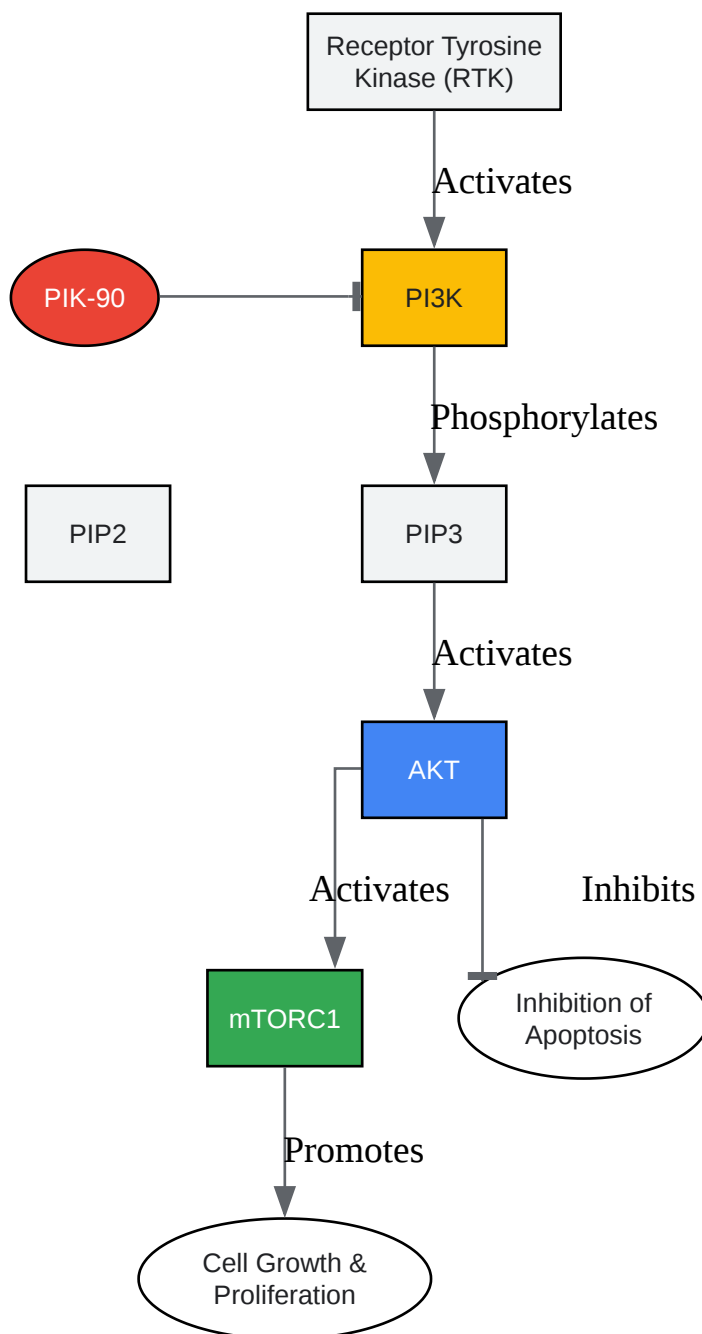 Receptor Tyrosine
Kinase (RTK)
Activates
PIK-90
PI3K
Phosphorylates
PIP2
PIP3
Activates
AKT
Activates
Inhibits
mTORC1
Inhibition of
Apoptosis
Promotes
Cell Growth &
Proliferation